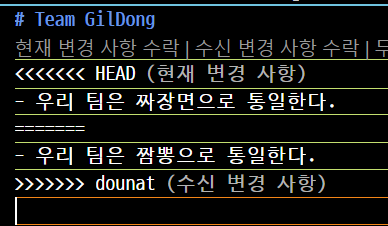 # Team GilDong
현재 변경 사항 수락 | 수신 변경 사항 수락 |
<<<<<<< HEAD (현재 변경 사항)
- 우리 팀은 짜장면으로 통일한다.
=======
- 우리 팀은 짬뽕으로 통일한다.
>>>>>>> dounat (수신 변경 사항)